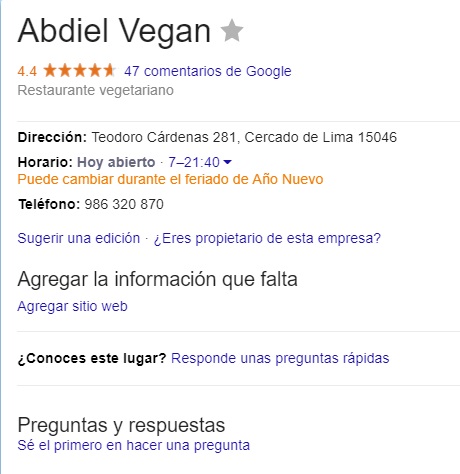 Abdiel Vegan
4.4 47 comentarios de Google
Restaurante vegetariano
Dirección: Teodoro Cárdenas 281, Cercado de Lima 15046
Horario: Hoy abierto · 7–21:40
Puede cambiar durante el feriado de Año Nuevo
Teléfono: 986 320 870
Sugerir una edición · ¿Eres propietario de esta empresa?
Agregar la información que falta
Agregar sitio web
¿Conoces este lugar? Responde unas preguntas rápidas
Preguntas y respuestas
Sé el primero en hacer una pregunta